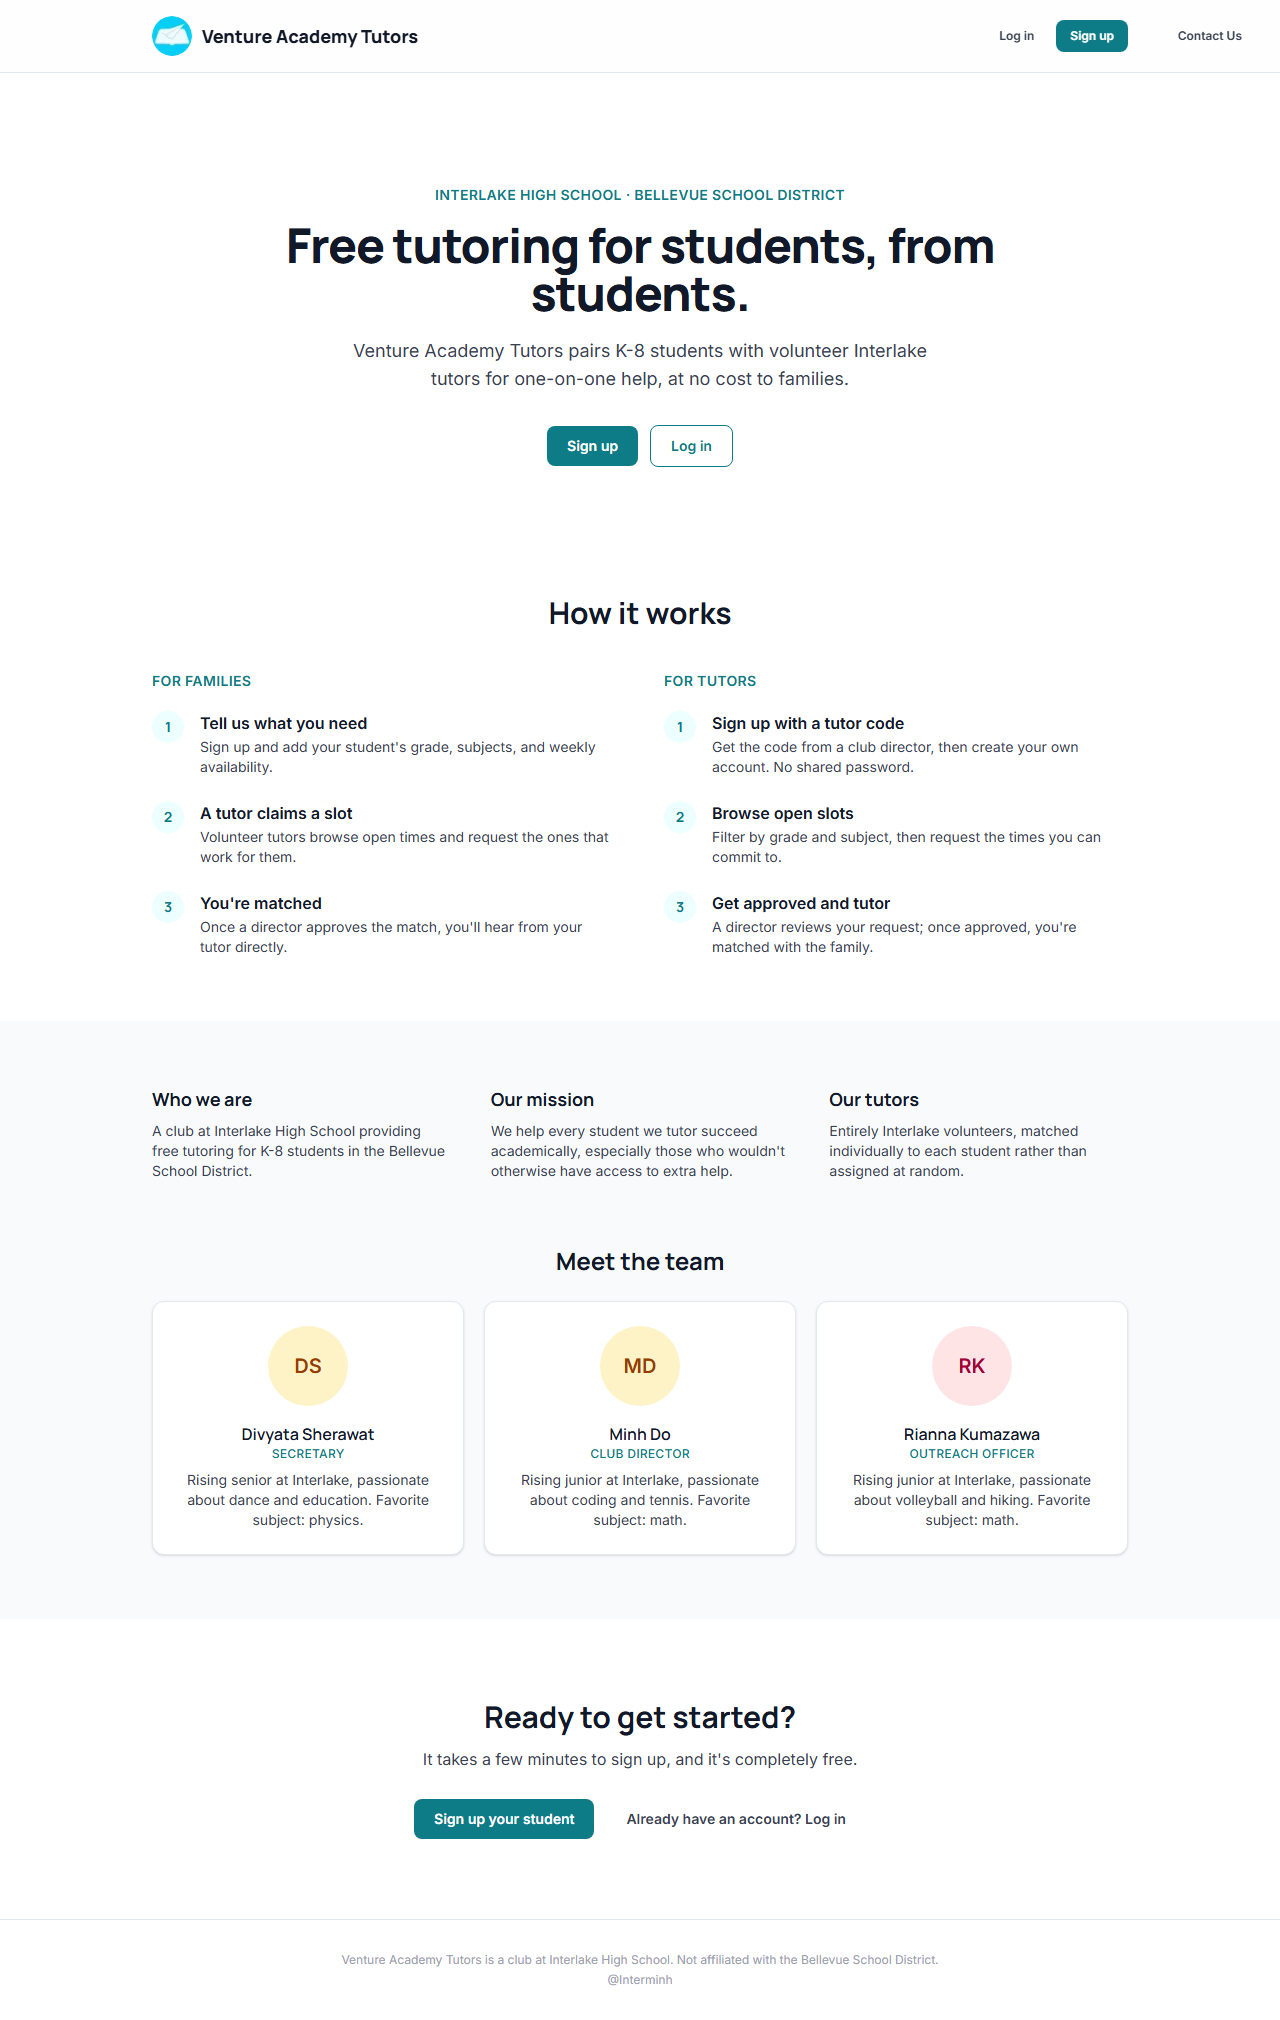 Venture Academy Tutors
Log in
Sign up
Contact Us
INTERLAKE HIGH SCHOOL · BELLEVUE SCHOOL DISTRICT
Free tutoring for students, from
students.
Venture Academy Tutors pairs K-8 students with volunteer Interlake
tutors for one-on-one help, at no cost to families.
Sign up
Log in
How it works
FOR FAMILIES
1
Tell us what you need
Sign up and add your student's grade, subjects, and weekly
availability.
2
A tutor claims a slot
Volunteer tutors browse open times and request the ones that
work for them.
3
You're matched
Once a director approves the match, you'll hear from your
tutor directly.
FOR TUTORS
1
Sign up with a tutor code
Get the code from a club director, then create your own
account. No shared password.
2
Browse open slots
Filter by grade and subject, then request the times you can
commit to.
3
Get approved and tutor
A director reviews your request; once approved, you're
matched with the family.
Who we are
A club at Interlake High School providing
free tutoring for K-8 students in the Bellevue
School District.
Our mission
We help every student we tutor succeed
academically, especially those who wouldn't
otherwise have access to extra help.
Our tutors
Entirely Interlake volunteers, matched
individually to each student rather than
assigned at random.
Meet the team
DS
Divyata Sherawat
SECRETARY
Rising senior at Interlake, passionate
about dance and education. Favorite
subject: physics.
MD
Minh Do
CLUB DIRECTOR
Rising junior at Interlake, passionate
about coding and tennis. Favorite
subject: math.
RK
Rianna Kumazawa
OUTREACH OFFICER
Rising junior at Interlake, passionate
about volleyball and hiking. Favorite
subject: math.
Ready to get started?
It takes a few minutes to sign up, and it's completely free.
Sign up your student
Already have an account? Log in
Venture Academy Tutors is a club at Interlake High School. Not affiliated with the Bellevue School District.
@Interminh